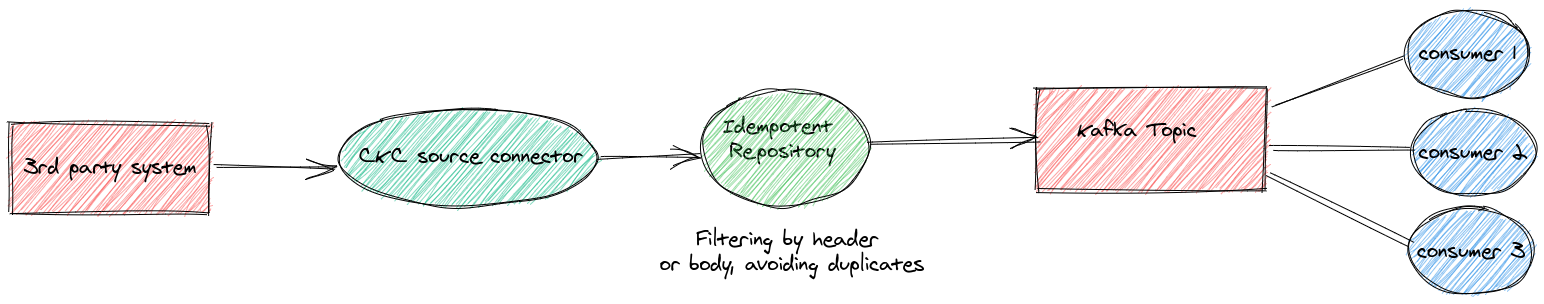 3rd party system
CKC source connector
Idempotent
Repository
Filtering by header
or body, avoiding duplicates
Kafka Topic
consumer 1
consumer 2
consumer 3